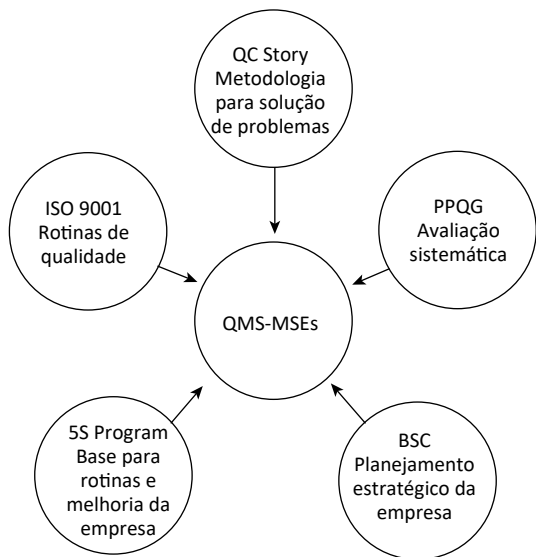 QC Story
Metodologia
para solução
de problemas
ISO 9001
Rotinas de
qualidade
PPQG
Avaliação
sistemática
QMS-MSEs
5S Program
Base para
rotinas e
melhoria da
empresa
BSC
Planejamento
estratégico da
empresa